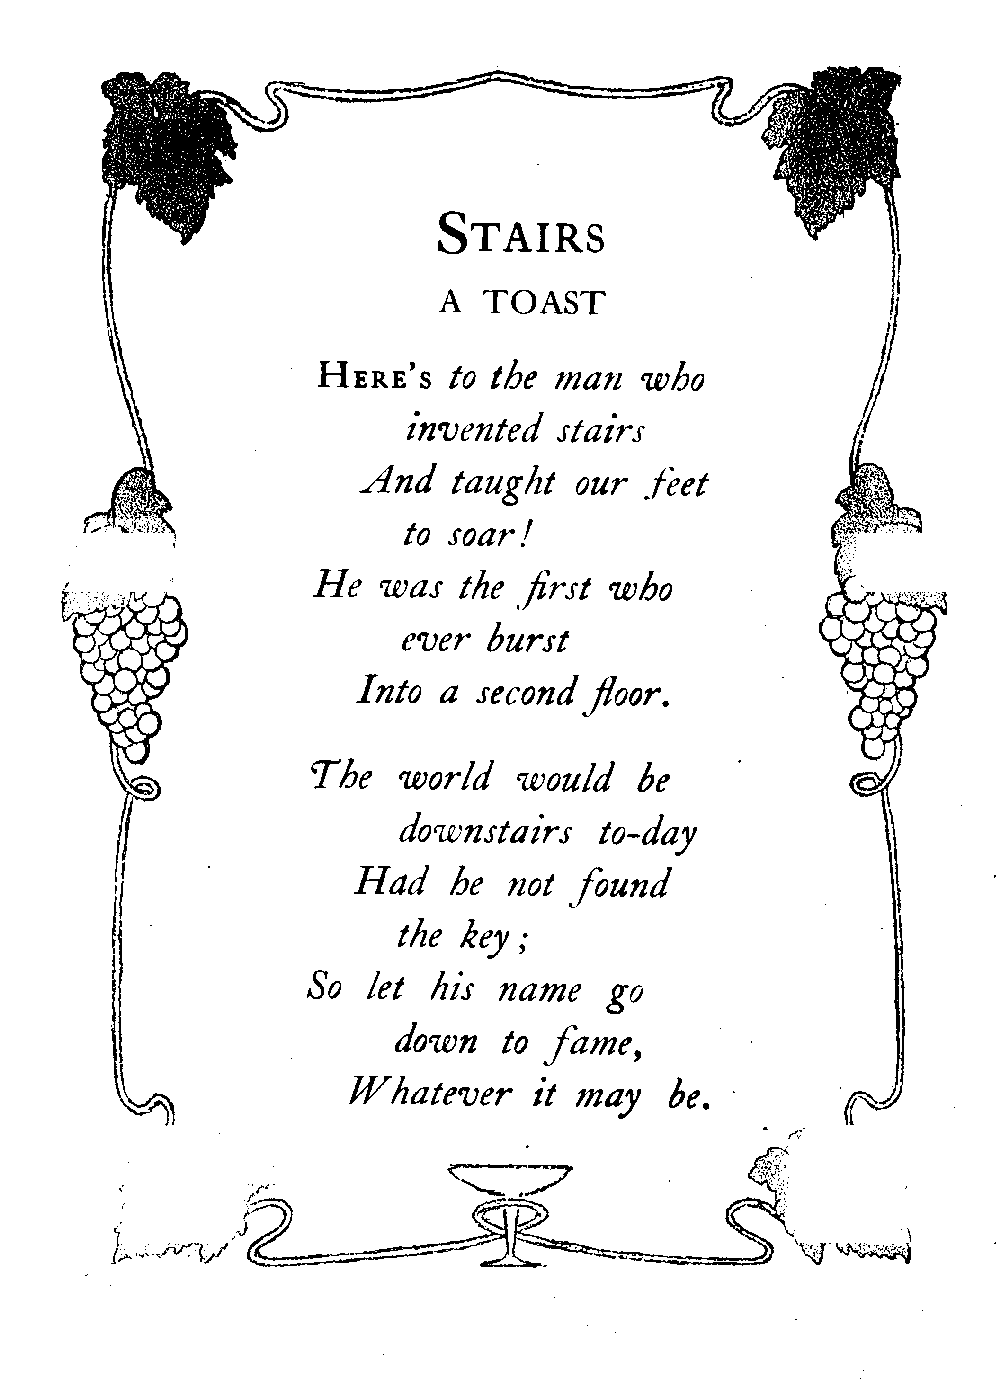 STAIRS
A TOAST
HERE'S to the man who
invented stairs
And taught our feet
to soar!
He was the first who
ever burst
Into a second floor.
The world would be
downstairs to-day
Had he not found
the key;
So let his name go
down to fame,
Whatever it may be.